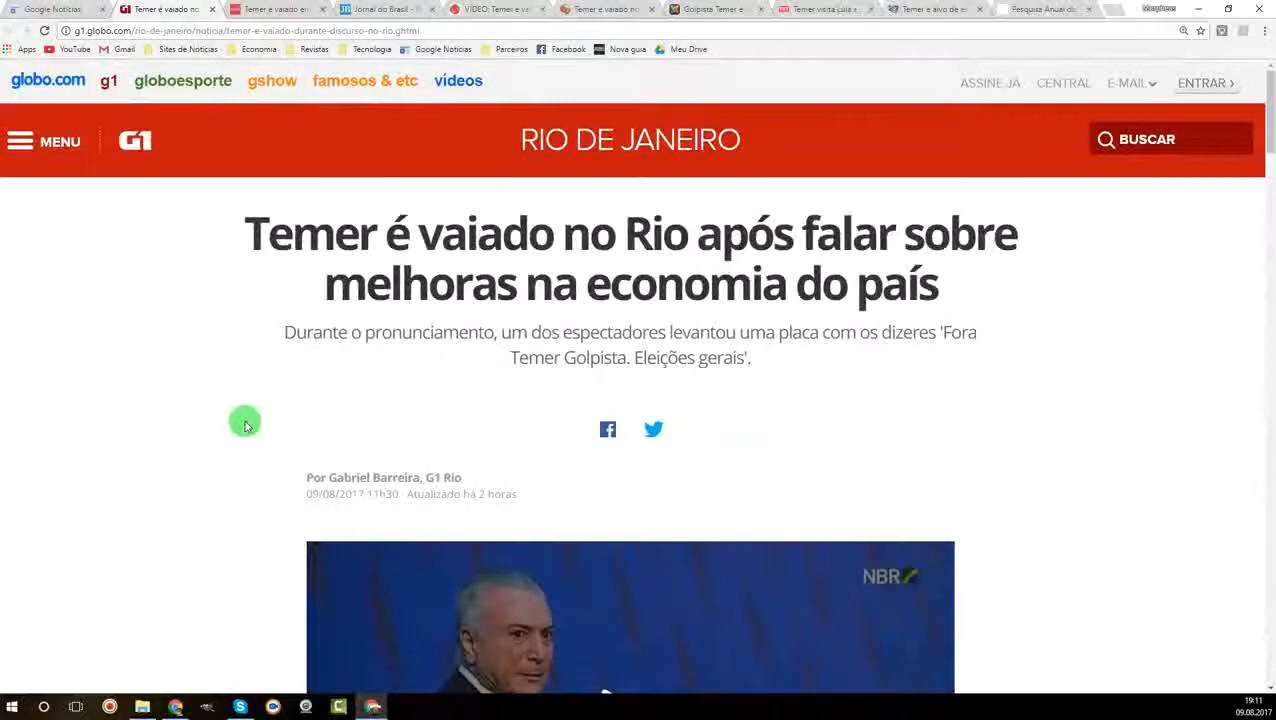 Google Notícias
Temer é vaiado no
Temer é vaiado em
Jornal do Brasil -
VÍDEO: Temer é vaia
Temer é vaiado no
Golpista Temer é
Temer visita Lula e
Temer é alvo de en
Pesquisa Anual do
g1.globo.com/rio-de-janeiro/noticia/temer-e-vaiado-durante-discurso-no-rio.ghtml
Apps YouTube Gmail Sites de Notícias Economia Revistas Tecnologia Google Notícias Parceiros Facebook Nova guia Meu Drive
globo.com g1 globoesporte gshow famosos & etc vídeos ASSINE JÁ CENTRAL E-MAIL ENTRAR ›
MENU G1 RIO DE JANEIRO BUSCAR
Temer é vaiado no Rio após falar sobre
melhoras na economia do país
Durante o pronunciamento, um dos espectadores levantou uma placa com os dizeres 'Fora
Temer Golpista. Eleições gerais'.
Por Gabriel Barreira, G1 Rio
09/08/2017 11h30 · Atualizado há 2 horas
NBR
19:11
09.08.2017